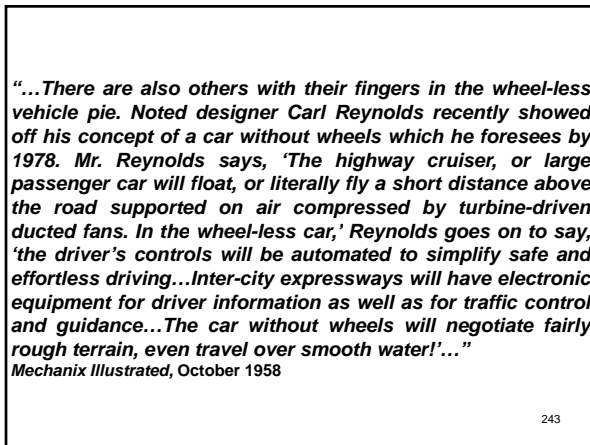 “…There are also others with their fingers in the wheel-less
vehicle pie. Noted designer Carl Reynolds recently showed
off his concept of a car without wheels which he foresees by
1978. Mr. Reynolds says, ‘The highway cruiser, or large
passenger car will float, or literally fly a short distance above
the road supported on air compressed by turbine-driven
ducted fans. In the wheel-less car,’ Reynolds goes on to say,
‘the driver’s controls will be automated to simplify safe and
effortless driving…Inter-city expressways will have electronic
equipment for driver information as well as for traffic control
and guidance…The car without wheels will negotiate fairly
rough terrain, even travel over smooth water!’…”
Mechanix Illustrated, October 1958
243